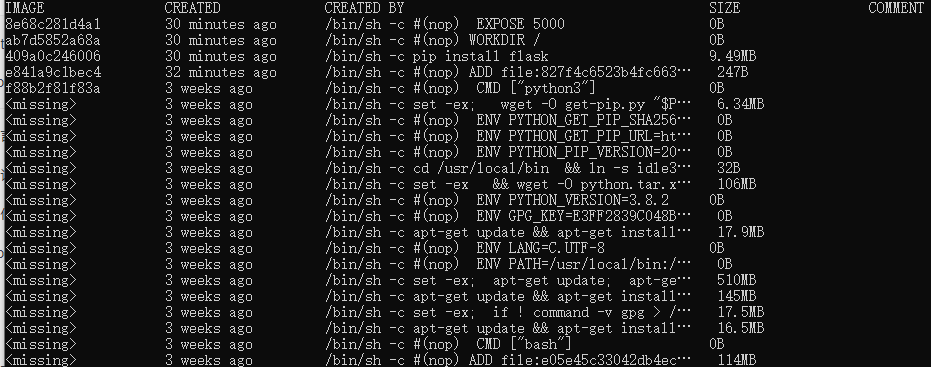 IMAGE CREATED CREATED BY SIZE COMMENT
8e68c281d4a1 30 minutes ago /bin/sh -c #(nop) EXPOSE 5000 0B
ab7d5852a68a 30 minutes ago /bin/sh -c #(nop) WORKDIR / 0B
409a0c246006 30 minutes ago /bin/sh -c pip install flask 9.49MB
e841a9c1bec4 32 minutes ago /bin/sh -c #(nop) ADD file:827f4c6523b4fc663… 247B
f88b2f81f83a 3 weeks ago /bin/sh -c #(nop) CMD ["python3"] 0B
<missing> 3 weeks ago /bin/sh -c set -ex; wget -O get-pip.py "$P… 6.34MB
<missing> 3 weeks ago /bin/sh -c #(nop) ENV PYTHON_GET_PIP_SHA256… 0B
<missing> 3 weeks ago /bin/sh -c #(nop) ENV PYTHON_GET_PIP_URL=ht… 0B
<missing> 3 weeks ago /bin/sh -c #(nop) ENV PYTHON_PIP_VERSION=20… 0B
<missing> 3 weeks ago /bin/sh -c cd /usr/local/bin && ln -s idle3… 32B
<missing> 3 weeks ago /bin/sh -c set -ex && wget -O python.tar.x… 106MB
<missing> 3 weeks ago /bin/sh -c #(nop) ENV PYTHON_VERSION=3.8.2 0B
<missing> 3 weeks ago /bin/sh -c #(nop) ENV GPG_KEY=E3FF2839C048B… 0B
<missing> 3 weeks ago /bin/sh -c apt-get update && apt-get install… 17.9MB
<missing> 3 weeks ago /bin/sh -c #(nop) ENV LANG=C.UTF-8 0B
<missing> 3 weeks ago /bin/sh -c #(nop) ENV PATH=/usr/local/bin:/… 0B
<missing> 3 weeks ago /bin/sh -c set -ex; apt-get update; apt-ge… 510MB
<missing> 3 weeks ago /bin/sh -c apt-get update && apt-get install… 145MB
<missing> 3 weeks ago /bin/sh -c set -ex; if ! command -v gpg > /… 17.5MB
<missing> 3 weeks ago /bin/sh -c apt-get update && apt-get install… 16.5MB
<missing> 3 weeks ago /bin/sh -c #(nop) CMD ["bash"] 0B
<missing> 3 weeks ago /bin/sh -c #(nop) ADD file:e05e45c33042db4ec… 114MB